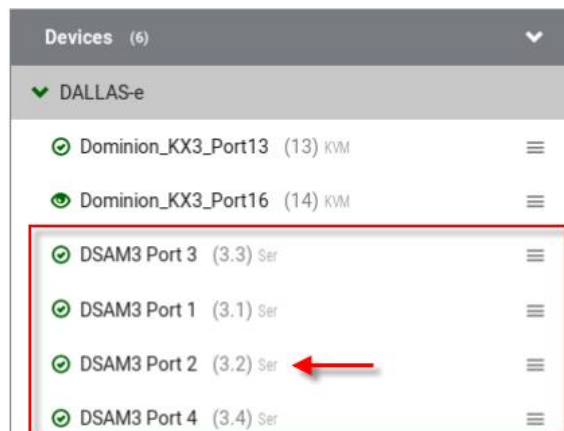 Devices (6)
DALLAS-e
Dominion_KX3_Port13 (13) KVM
Dominion_KX3_Port16 (14) KVM
DSAM3 Port 3 (3.3) Ser
DSAM3 Port 1 (3.1) Ser
DSAM3 Port 2 (3.2) Ser
DSAM3 Port 4 (3.4) Ser